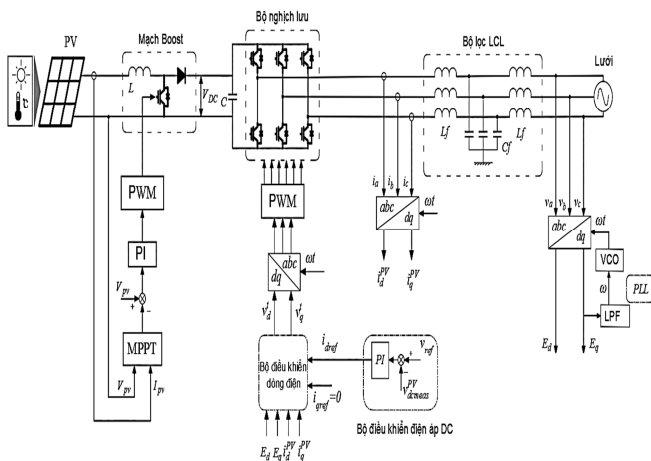 PV
Mạch Boost
Bộ nghịch lưu
Bộ lọc LCL
Lưới
°C
L
V_DC
C
Lf
Lf
Lf
Lf
Lf
Cf
PWM
PI
V_pv
+
−
MPPT
V_pv
I_pv
PWM
abc
dq
ωt
v_d^t
v_q^t
Bộ điều khiển
dòng điện
i_dref
i_qref=0
E_d
E_q
i_d^PV
i_q^PV
PI
+
−
v_ref
v_dcmeas^PV
Bộ điều khiển điện áp DC
i_a
i_b
i_c
abc
dq
ωt
i_d^PV
i_q^PV
v_a
v_b
v_c
abc
dq
ωt
VCO
ω
PLL
LPF
E_d
E_q